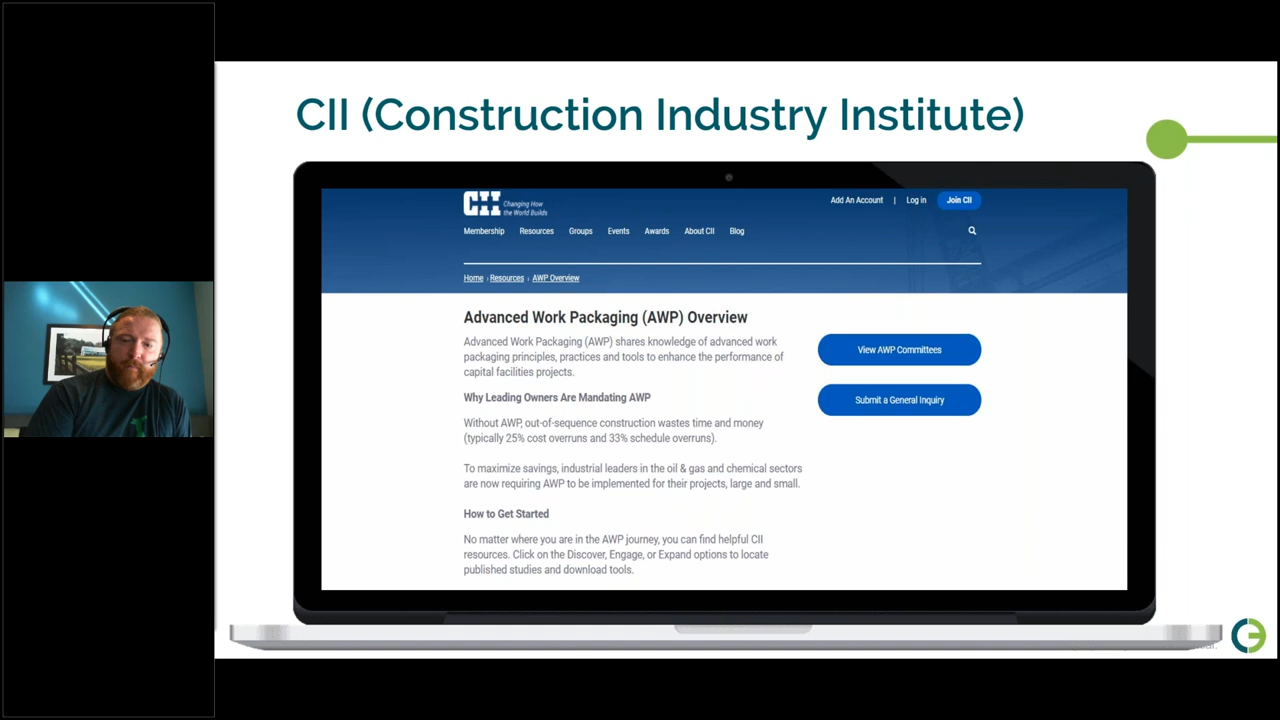 CII (Construction Industry Institute)
CII Changing How
the World Builds
Add An Account | Log in Join CII
Membership Resources Groups Events Awards About CII Blog
Home › Resources › AWP Overview
Advanced Work Packaging (AWP) Overview
Advanced Work Packaging (AWP) shares knowledge of advanced work
packaging principles, practices and tools to enhance the performance of
capital facilities projects.
View AWP Committees
Submit a General Inquiry
Why Leading Owners Are Mandating AWP
Without AWP, out-of-sequence construction wastes time and money
(typically 25% cost overruns and 33% schedule overruns).
To maximize savings, industrial leaders in the oil & gas and chemical sectors
are now requiring AWP to be implemented for their projects, large and small.
How to Get Started
No matter where you are in the AWP journey, you can find helpful CII
resources. Click on the Discover, Engage, or Expand options to locate
published studies and download tools.